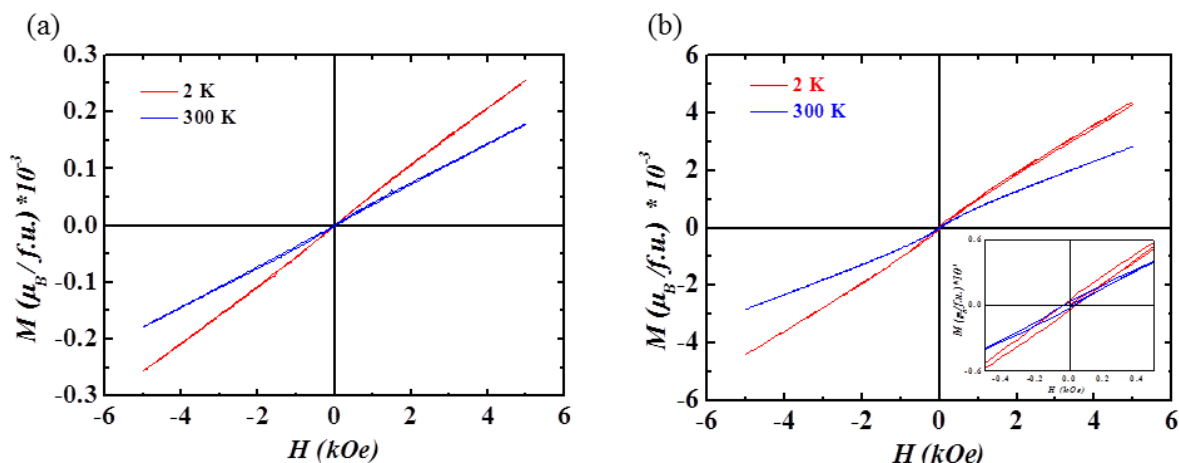 (a)
0.3
0.2
0.1
0.0
-0.1
-0.2
-0.3
M (μB/ f.u.) *10⁻³
2 K
300 K
-6 -4 -2 0 2 4 6
H (kOe)
(b)
6
4
2
0
-2
-4
-6
M (μB/f.u.) * 10⁻³
2 K
300 K
-6 -4 -2 0 2 4 6
H (kOe)
0.6
0.0
-0.6
-0.4 -0.2 0.0 0.2 0.4
H (kOe)